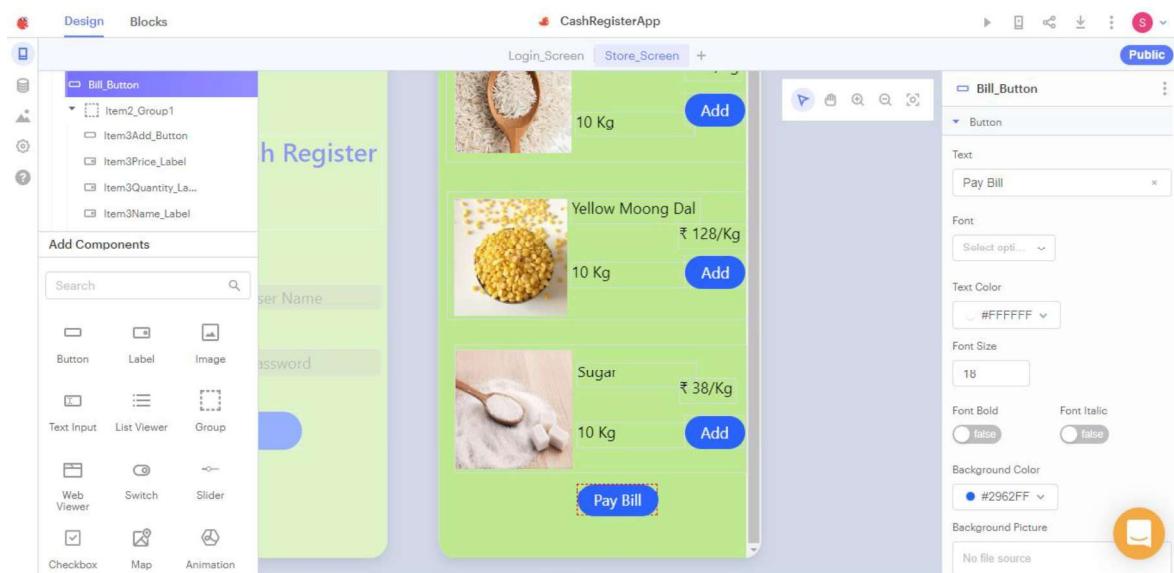 Design Blocks CashRegisterApp S
Login_Screen Store_Screen + Public
Bill_Button
Item2_Group1
Item3Add_Button
Item3Price_Label
Item3Quantity_La...
Item3Name_Label
Add Components
Search
Button Label Image
Text Input List Viewer Group
Web Viewer Switch Slider
Checkbox Map Animation
h Register
ser Name
assword
10 Kg Add
Yellow Moong Dal
₹ 128/Kg
10 Kg Add
Sugar
₹ 38/Kg
10 Kg Add
Pay Bill
Bill_Button
Button
Text
Pay Bill ×
Font
Select opti...
Text Color
#FFFFFF
Font Size
18
Font Bold Font Italic
false false
Background Color
#2962FF
Background Picture
No file source